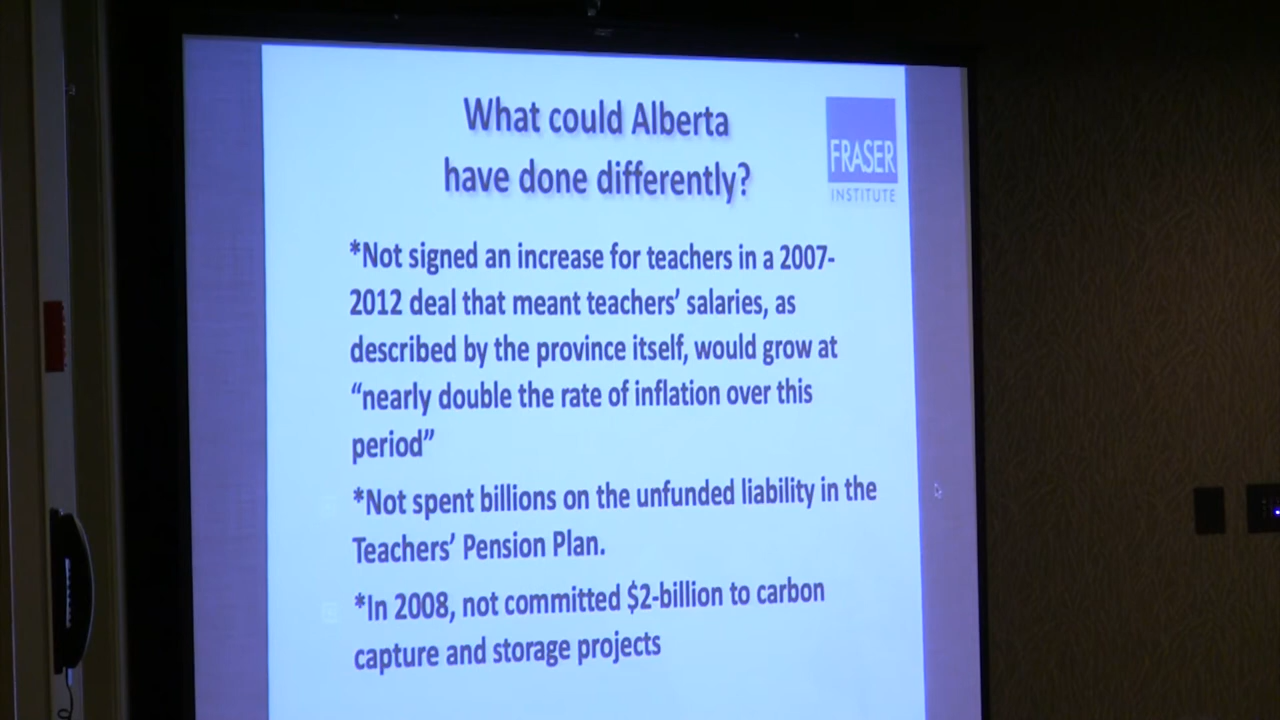 What could Alberta
have done differently?
FRASER
INSTITUTE
*Not signed an increase for teachers in a 2007-
2012 deal that meant teachers’ salaries, as
described by the province itself, would grow at
“nearly double the rate of inflation over this
period”
*Not spent billions on the unfunded liability in the
Teachers’ Pension Plan.
*In 2008, not committed $2-billion to carbon
capture and storage projects